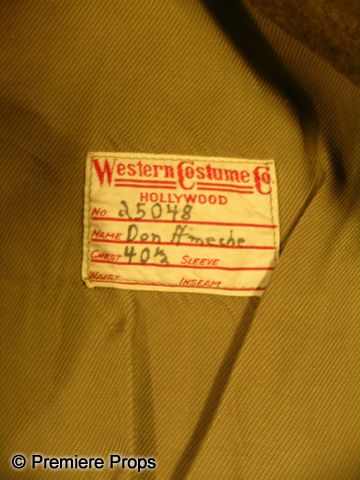 Western Costume Co.
HOLLYWOOD
No. 25048
NAME Don Ameche
CHEST 40½ SLEEVE
WAIST INSEAM
© Premiere Props